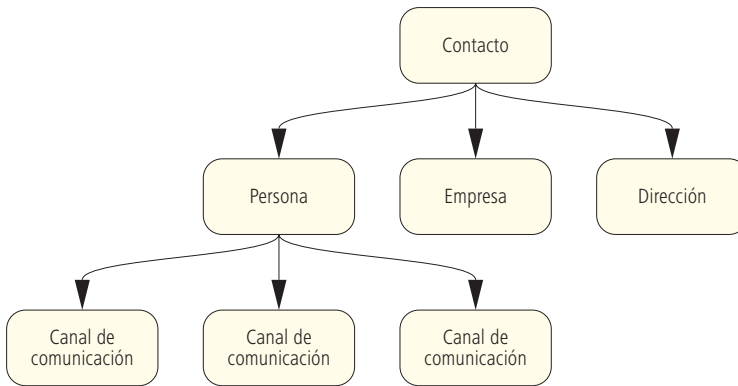 Contacto
Persona
Empresa
Dirección
Canal de
comunicación
Canal de
comunicación
Canal de
comunicación